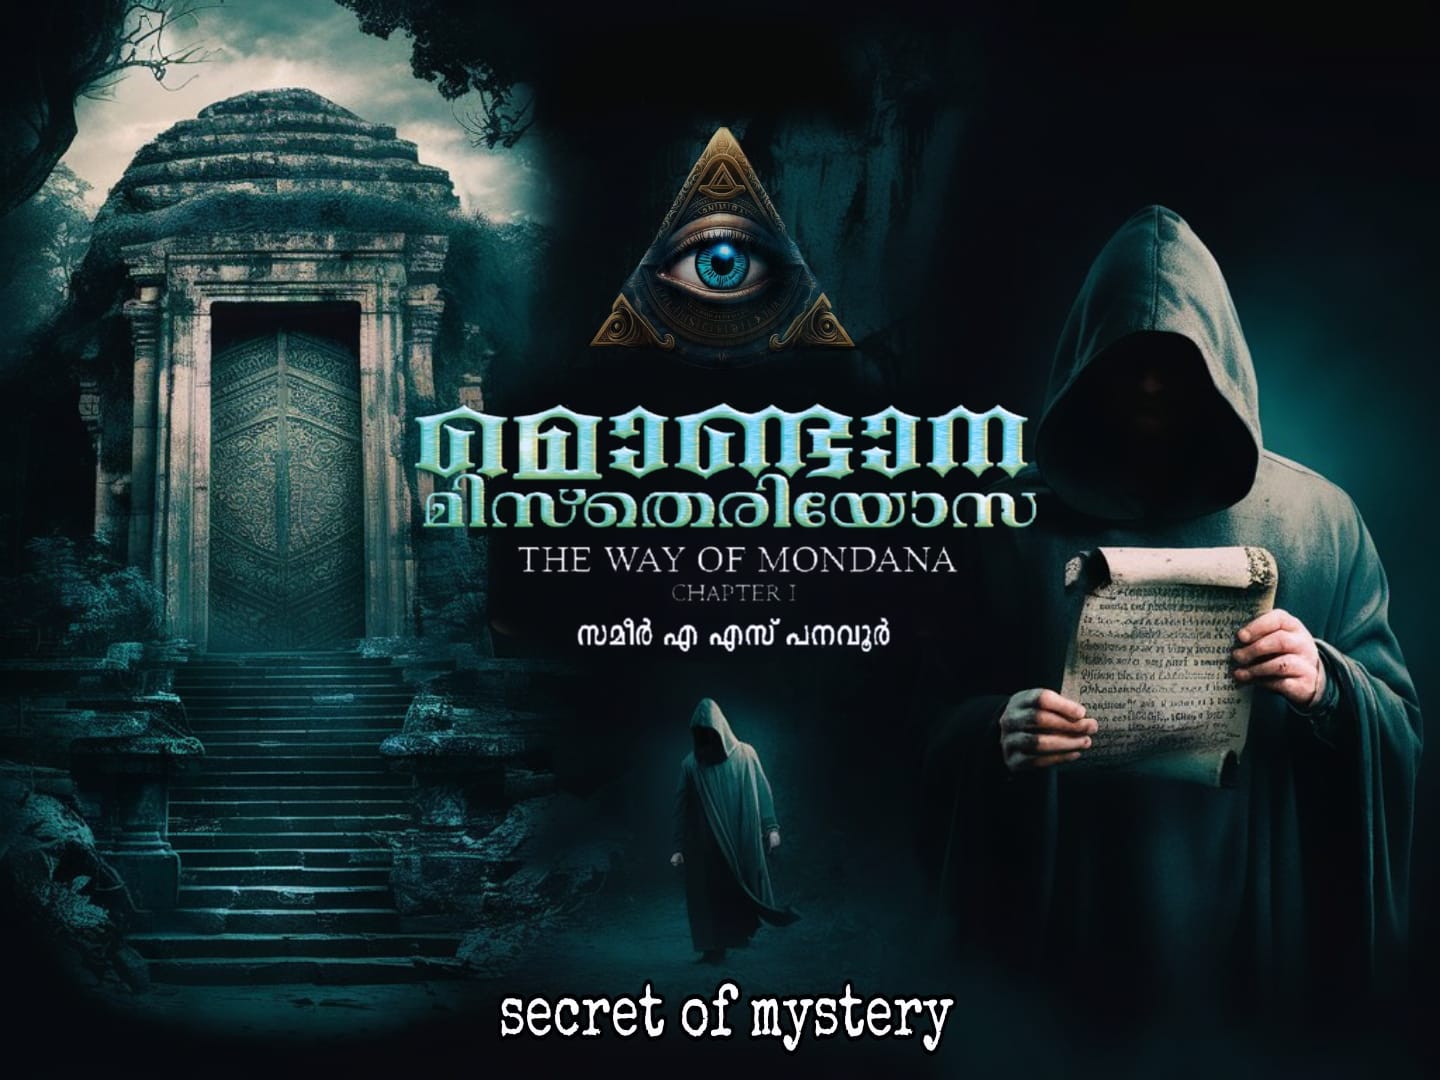 മൊണ്ടാന
മിസ്തെരിയോസ
THE WAY OF MONDANA
CHAPTER I
സമീർ എ എസ് പനവൂർ
secret of mystery